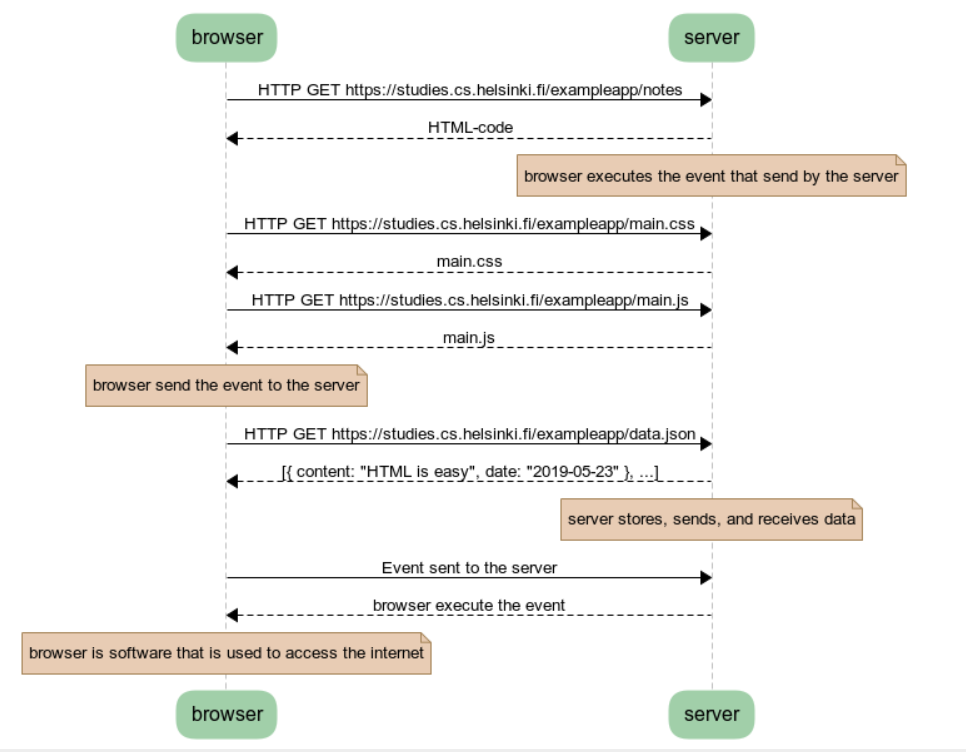 browser server
HTTP GET https://studies.cs.helsinki.fi/exampleapp/notes
HTML-code
browser executes the event that send by the server
HTTP GET https://studies.cs.helsinki.fi/exampleapp/main.css
main.css
HTTP GET https://studies.cs.helsinki.fi/exampleapp/main.js
main.js
browser send the event to the server
HTTP GET https://studies.cs.helsinki.fi/exampleapp/data.json
[{ content: "HTML is easy", date: "2019-05-23" }, ...]
server stores, sends, and receives data
Event sent to the server
browser execute the event
browser is software that is used to access the internet
browser server